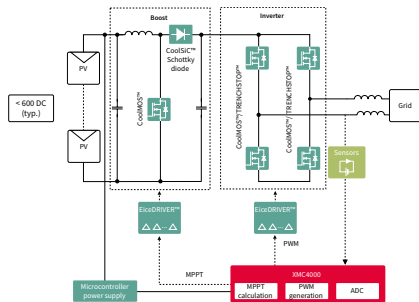 Boost
Inverter
CoolSiC™
Schottky
diode
PV
< 600 DC
(typ.)
PV
CoolMOS™
CoolMOS™/TRENCHSTOP™
CoolMOS™/TRENCHSTOP™
Grid
Sensors
EiceDRIVER™
EiceDRIVER™
MPPT
PWM
Microcontroller
power supply
XMC4000
MPPT
calculation
PWM
generation
ADC